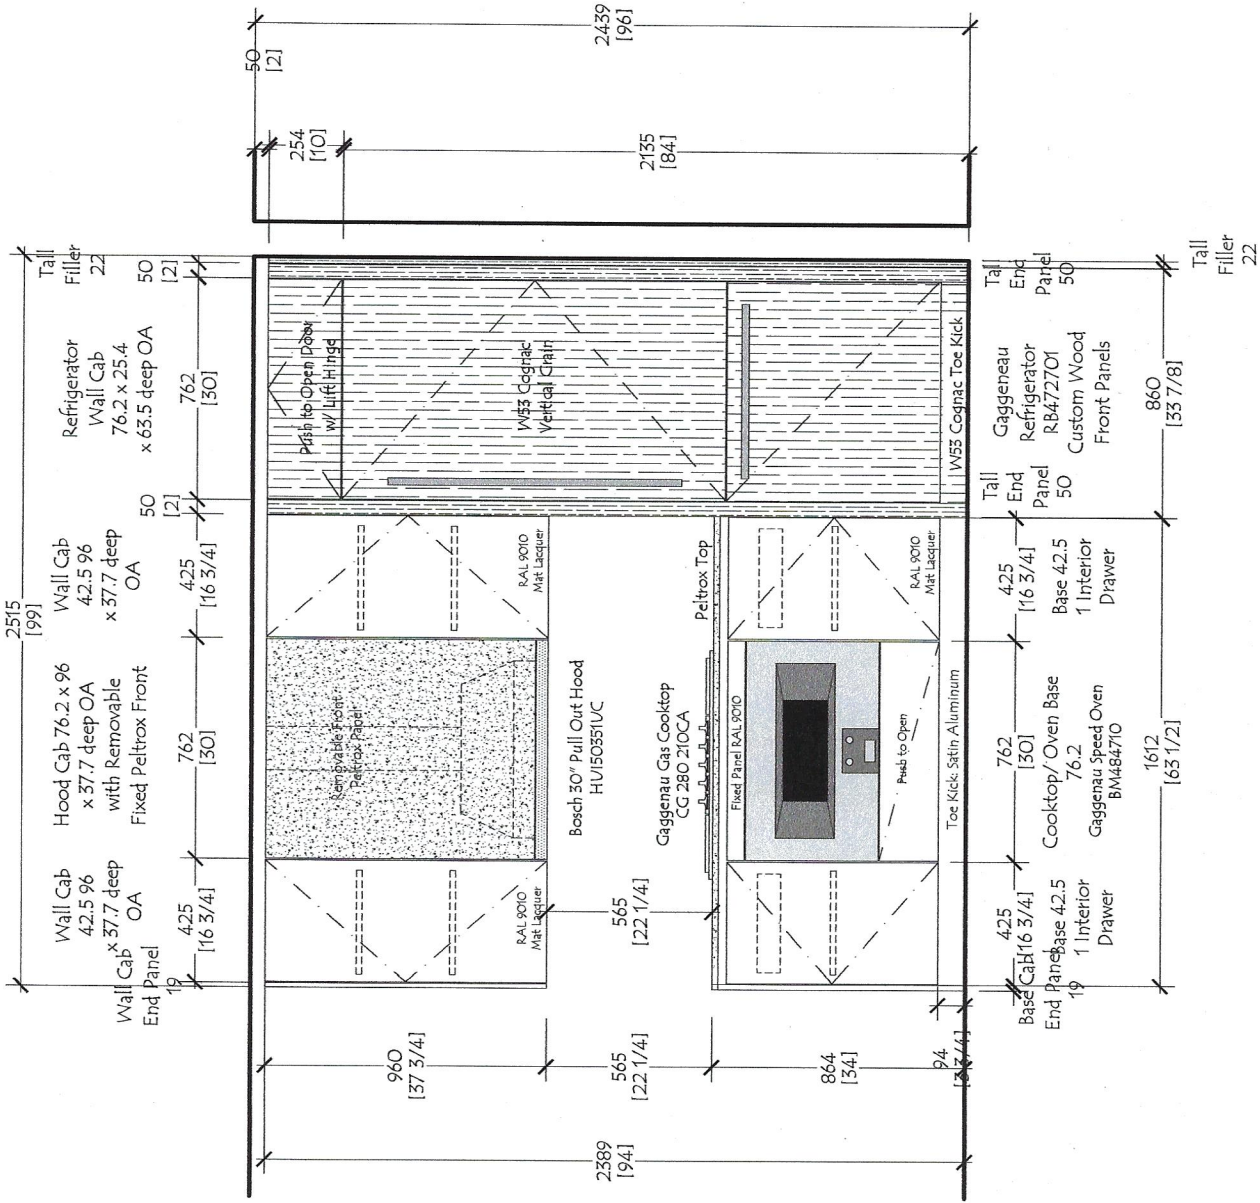 2515
[99]
Tall
Filler
22
Refrigerator
Wall Cab
76.2 x 25.4
x 63.5 deep OA
Wall Cab
42.5 96
x 37.7 deep
OA
Hood Cab 76.2 x 96
x 37.7 deep OA
with Removable
Fixed Peltrox Front
Wall Cab
42.5 96
x 37.7 deep
OA
Wall Cab
End Panel
19
50
[2]
762
[30]
50
[2]
425
[16 3/4]
762
[30]
425
[16 3/4]
2439
[96]
50
[2]
254
[10]
2135
[84]
Push to Open Door
w/ Lift Hinge
W53 Cognac
Vertical Grain
W53 Cognac Toe Kick
RAL 9010
Mat Lacquer
Removable Front
Peltrox Panel
RAL 9010
Mat Lacquer
Bosch 30" Pull Out Hood
HUI50351UC
Gaggenau Gas Cooktop
CG 280 210CA
Peltrox Top
565
[22 1/4]
Fixed Panel RAL 9010
Push to Open
RAL 9010
Mat Lacquer
Toe Kick: Satin Aluminum
960
[37 3/4]
565
[22 1/4]
864
[34]
94
[3 3/4]
2389
[94]
Tall
End
Panel
50
Gaggeneau
Refrigerator
RB472701
Custom Wood
Front Panels
Tall
End
Panel
50
425
[16 3/4]
Base 42.5
1 Interior
Drawer
762
[30]
Cooktop/ Oven Base
76.2
Gaggenau Speed Oven
BM484710
425
[16 3/4]
Base 42.5
1 Interior
Drawer
Base Cab
End Panel
19
860
[33 7/8]
1612
[63 1/2]
Tall
Filler
22